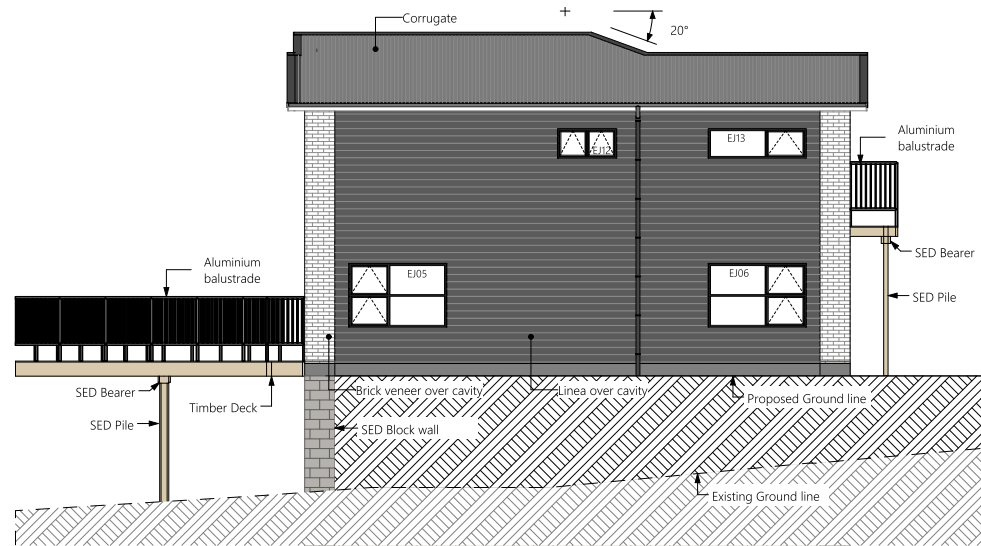 Corrugate
20°
Aluminium
balustrade
EJ12
EJ13
SED Bearer
Aluminium
balustrade
EJ05
EJ06
SED Pile
SED Bearer
Brick veneer over cavity
Linea over cavity
Proposed Ground line
Timber Deck
SED Pile
SED Block wall
Existing Ground line